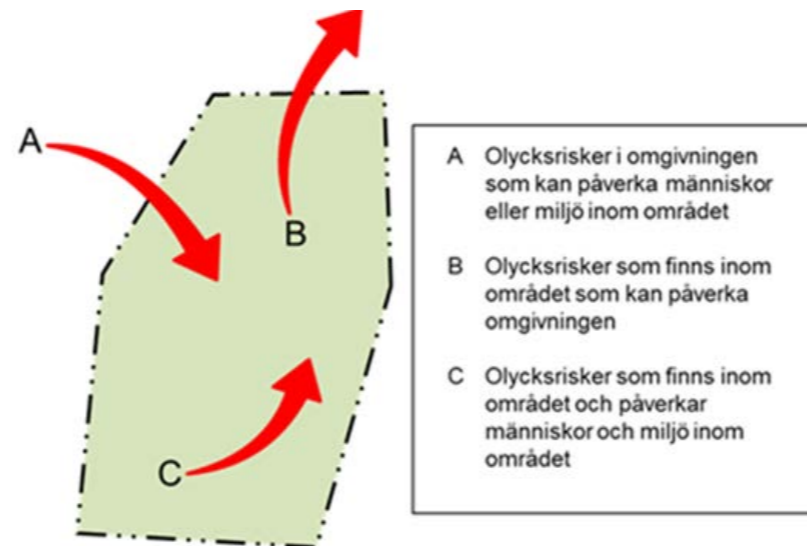 A
B
C
A Olycksrisker i omgivningen
som kan påverka människor
eller miljö inom området
B Olycksrisker som finns inom
området som kan påverka
omgivningen
C Olycksrisker som finns inom
området och påverkar
människor och miljö inom
området